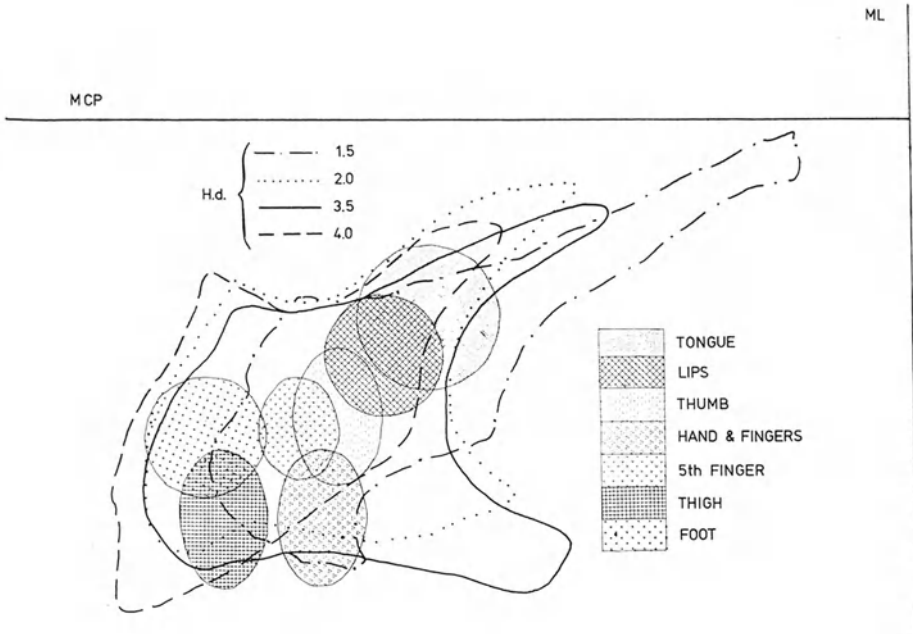 ML
MCP
H.d.
1.5
2.0
3.5
4.0
TONGUE
LIPS
THUMB
HAND & FINGERS
5th FINGER
THIGH
FOOT